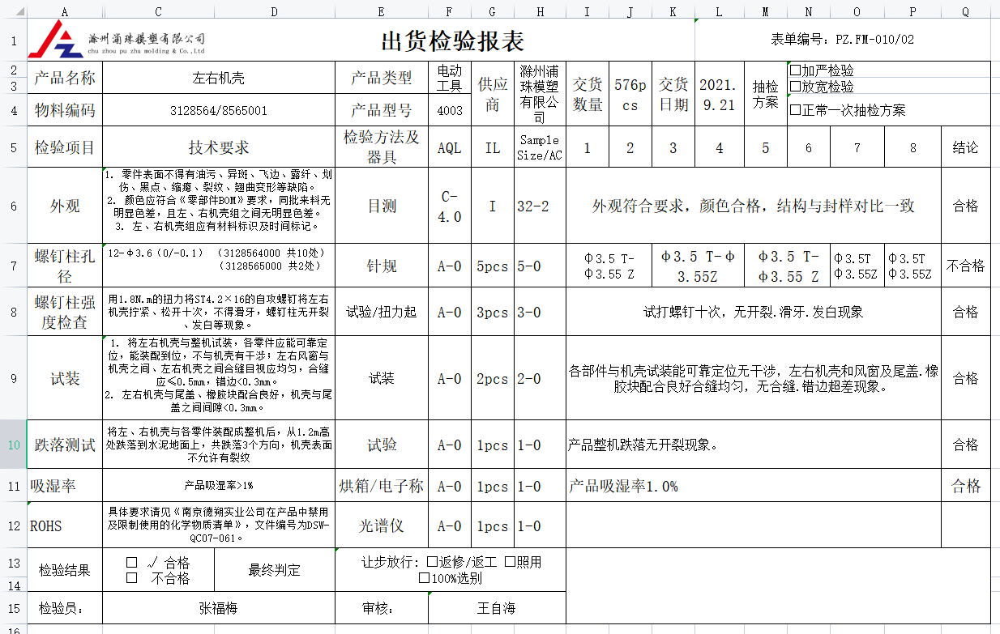 A B C D E F G H I J K L M N O P Q
1 滁州浦珠模塑有限公司 出货检验报表 表单编号：PZ.FM-010/02
chu zhou pu zhu molding & Co.,Ltd
2
3
产品名称 左右机壳 产品类型 电动
工具
供应
商
滁州浦
珠模塑
有限公
司
交货
数量
576p
cs
交货
日期
2021.
9.21
抽检
方案
□加严检验
□放宽检验
4 物料编码 3128564/8565001 产品型号 4003 □正常一次抽检方案
5 检验项目 技术要求 检验方法及
器具
AQL IL Sample
Size/AC
1 2 3 4 5 6 7 8 结论
6 外观
1. 零件表面不得有油污、异斑、飞边、露纤、划
伤、黑点、缩瘪、裂纹、翘曲变形等缺陷。
2. 颜色应符合《零部件BOM》要求，同批来料无
明显色差，且左、右机壳组之间无明显色差。
3. 左、右机壳组应有材料标识及时间标记。
目测 C-
4.0
I 32-2 外观符合要求，颜色合格，结构与封样对比一致 合格
7 螺钉柱孔
径
12-φ3.6（0/-0.1） （3128564000 共10处）
（3128565000 共2处）
针规 A-0 5pcs 5-0
φ3.5 T-
φ3.55 Z
φ3.5 T-φ
3.55Z
φ3.5 T-
φ3.55 Z
φ3.5T
φ3.55Z
φ3.5T
φ3.55Z
不合格
8 螺钉柱强
度检查
用1.8N.m的扭力将ST4.2×16的自攻螺钉将左右
机壳拧紧、松开十次，不得滑牙，螺钉柱无开裂
、发白等现象。
试验/扭力起 A-0 3pcs 3-0 试打螺钉十次，无开裂.滑牙.发白现象 合格
9 试装
1. 将左右机壳与整机试装，各零件应能可靠定
位，能装配到位，不与机壳有干涉；左右风窗与
机壳之间、左右机壳之间合缝目视应均匀，合缝
应≤0.5mm，错边<0.3mm。
2. 左右机壳与尾盖、橡胶块配合良好，机壳与尾
盖之间间隙<0.3mm。
试装 A-0 2pcs 2-0
各部件与机壳试装能可靠定位无干涉，左右机壳和风窗及尾盖.橡
胶块配合良好合缝均匀，无合缝.错边超差现象。
合格
10 跌落测试
将左、右机壳与各零件装配成整机后，从1.2m高
处跌落到水泥地面上，共跌落3个方向，机壳表面
不允许有裂纹
试验 A-0 1pcs 1-0 产品整机跌落无开裂现象。 合格
11 吸湿率 产品吸湿率>1% 烘箱/电子称 A-0 1pcs 1-0 产品吸湿率1.0% 合格
12 ROHS
具体要求请见《南京德朔实业公司在产品中禁用
及限制使用的化学物质清单》，文件编号为DSW-
QC07-061。
光谱仪 A-0 1pcs 1-0
13
14
检验结果
□ √ 合格
□ 不合格
最终判定
让步放行：□返修/返工 □照用
□100%选别
15 检验员： 张福梅 审核： 王自海
16